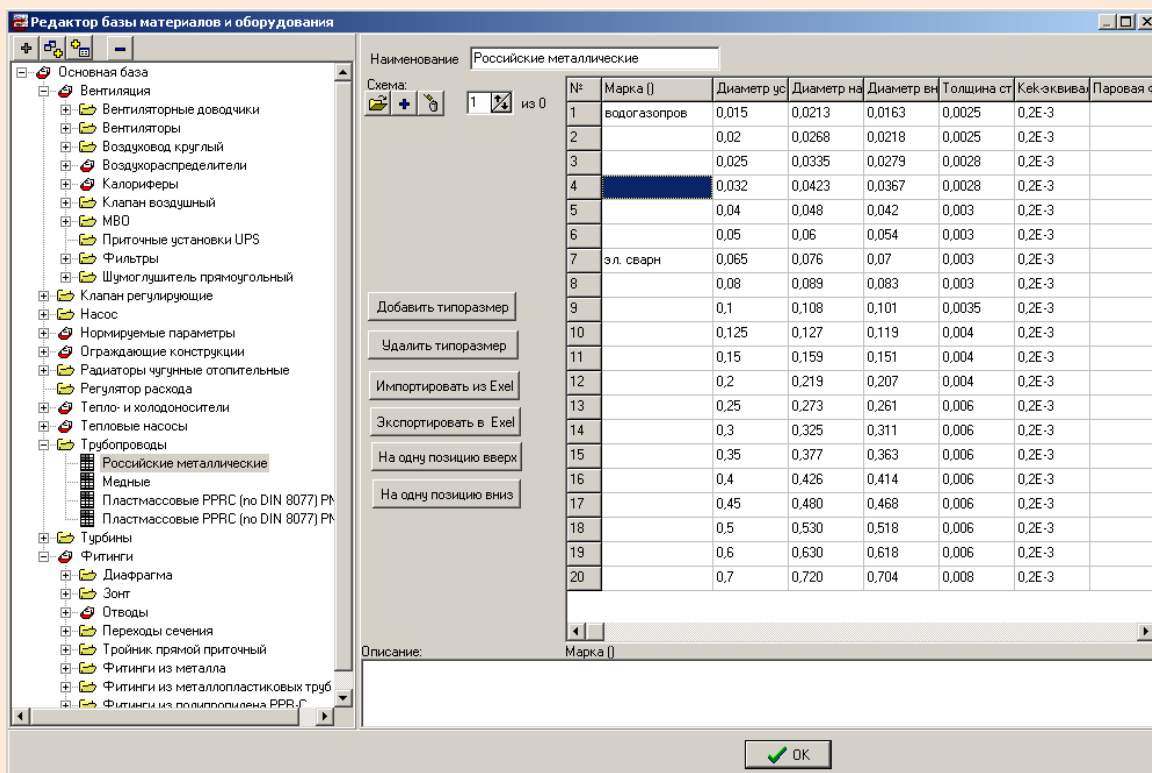 Редактор базы материалов и оборудования
Основная база
Вентиляция
Вентиляторные доводчики
Вентиляторы
Воздуховод круглый
Воздухораспределители
Калориферы
Клапан воздушный
МВО
Приточные установки UPS
Фильтры
Шумоглушитель прямоугольный
Клапан регулирующие
Насос
Нормируемые параметры
Ограждающие конструкции
Радиаторы чугунные отопительные
Регулятор расхода
Тепло- и холодоносители
Тепловые насосы
Трубопроводы
Российские металлические
Медные
Пластмассовые PPRC (по DIN 8077) PN
Пластмассовые PPRC (по DIN 8077) PN
Турбины
Фитинги
Диафрагма
Зонт
Отводы
Переходы сечения
Тройник прямой приточный
Фитинги из металла
Фитинги из металлопластиковых труб
Фитинги из полипропилена PPR-C
Наименование Российские металлические
Схема:
1 из 0
Добавить типоразмер
Удалить типоразмер
Импортировать из Exel
Экспортировать в Exel
На одну позицию вверх
На одну позицию вниз
№ Марка () Диаметр ус Диаметр на Диаметр вн Толщина ст Кек-эквива Паровая
1 водогазопров 0,015 0,0213 0,0163 0,0025 0,2E-3
2 0,02 0,0268 0,0218 0,0025 0,2E-3
3 0,025 0,0335 0,0279 0,0028 0,2E-3
4 0,032 0,0423 0,0367 0,0028 0,2E-3
5 0,04 0,048 0,042 0,003 0,2E-3
6 0,05 0,06 0,054 0,003 0,2E-3
7 эл. сварн 0,065 0,076 0,07 0,003 0,2E-3
8 0,08 0,089 0,083 0,003 0,2E-3
9 0,1 0,108 0,101 0,0035 0,2E-3
10 0,125 0,127 0,119 0,004 0,2E-3
11 0,15 0,159 0,151 0,004 0,2E-3
12 0,2 0,219 0,207 0,004 0,2E-3
13 0,25 0,273 0,261 0,006 0,2E-3
14 0,3 0,325 0,311 0,006 0,2E-3
15 0,35 0,377 0,363 0,006 0,2E-3
16 0,4 0,426 0,414 0,006 0,2E-3
17 0,45 0,480 0,468 0,006 0,2E-3
18 0,5 0,530 0,518 0,006 0,2E-3
19 0,6 0,630 0,618 0,006 0,2E-3
20 0,7 0,720 0,704 0,008 0,2E-3
Описание: Марка ()
OK